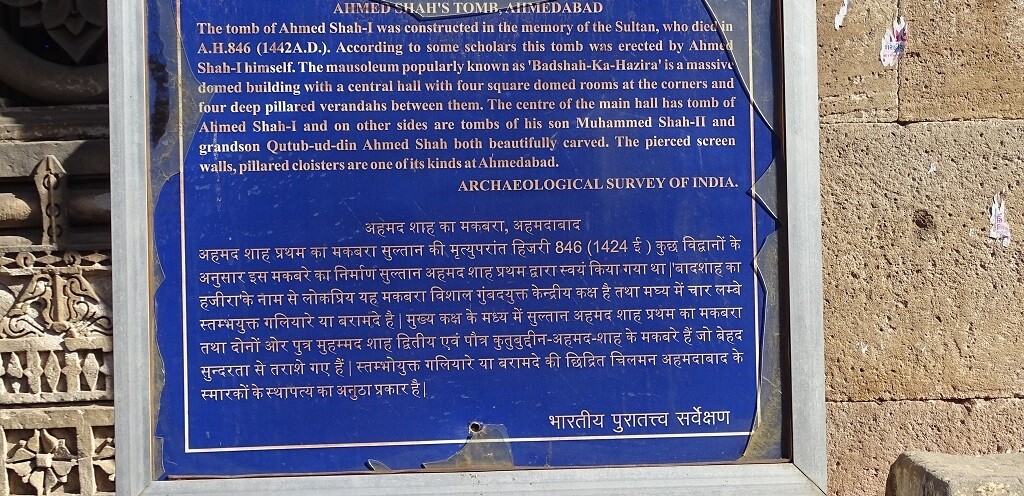 AHMED SHAH'S TOMB, AHMEDABAD
The tomb of Ahmed Shah-I was constructed in the memory of the Sultan, who died in
A.H.846 (1442A.D.). According to some scholars this tomb was erected by Ahmed
Shah-I himself. The mausoleum popularly known as 'Badshah-Ka-Hazira' is a massive
domed building with a central hall with four square domed rooms at the corners and
four deep pillared verandahs between them. The centre of the main hall has tomb of
Ahmed Shah-I and on other sides are tombs of his son Muhammed Shah-II and
grandson Qutub-ud-din Ahmed Shah both beautifully carved. The pierced screen
walls, pillared cloisters are one of its kinds at Ahmedabad.
ARCHAEOLOGICAL SURVEY OF INDIA.
अहमद शाह का मकबरा, अहमदाबाद
अहमद शाह प्रथम का मकबरा सुल्तान की मृत्युपरांत हिजरी 846 (1424 ई ) कुछ विद्वानों के
अनुसार इस मकबरे का निर्माण सुल्तान अहमद शाह प्रथम द्वारा स्वयं किया गया था |'बादशाह का
हजीरा'के नाम से लोकप्रिय यह मकबरा विशाल गुंबदयुक्त केन्द्रीय कक्ष है तथा मघ्य में चार लम्बे
स्तम्भयुक्त गलियारे या बरामदे है | मुख्य कक्ष के मध्य में सुल्तान अहमद शाह प्रथम का मकबरा
तथा दोनों ओर पुत्र मुहम्मद शाह द्वितीय एवं पौत्र कुतुबुद्दीन-अहमद-शाह के मकबरे हैं जो बेहद
सुन्दरता से तराशे गए हैं | स्तम्भोयुक्त गलियारे या बरामदे की छिद्रित चिलमन अहमदाबाद के
स्मारकों के स्थापत्य का अनुठा प्रकार है |
भारतीय पुरातत्त्व सर्वेक्षण